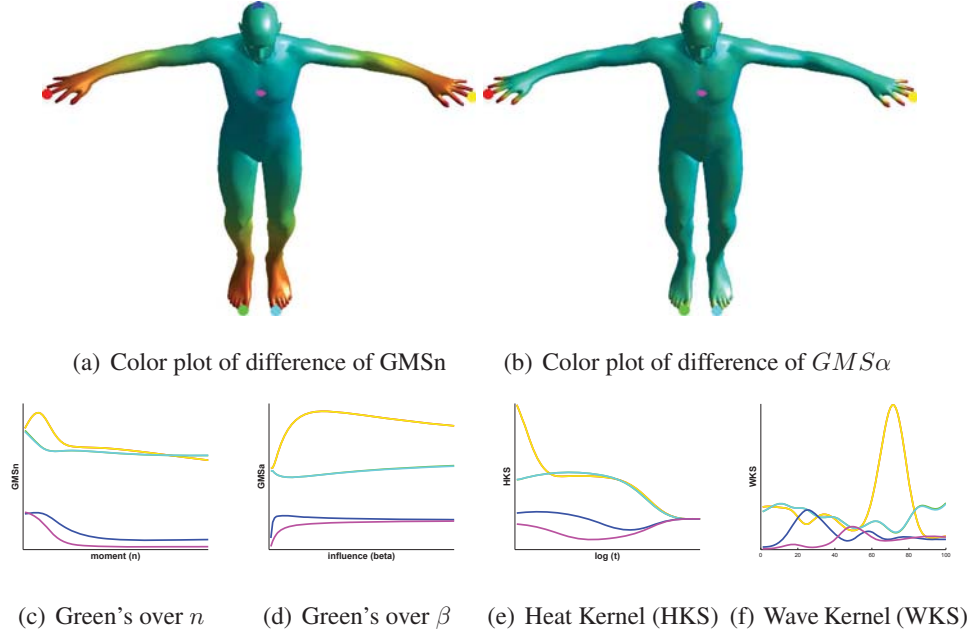 (a) Color plot of difference of GMSn
(b) Color plot of difference of GMSα
GMSn
moment (n)
GMSa
influence (beta)
HKS
log (t)
WKS
0 20 40 60 80 100
(c) Green's over n
(d) Green's over β
(e) Heat Kernel (HKS)
(f) Wave Kernel (WKS)